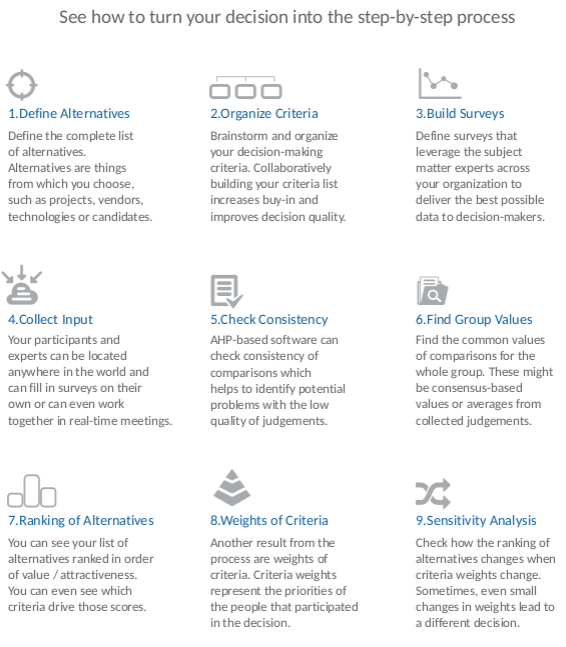 See how to turn your decision into the step-by-step process
1.Define Alternatives
Define the complete list
of alternatives.
Alternatives are things
from which you choose,
such as projects, vendors,
technologies or candidates.
2.Organize Criteria
Brainstorm and organize
your decision-making
criteria. Collaboratively
building your criteria list
increases buy-in and
improves decision quality.
3.Build Surveys
Define surveys that
leverage the subject
matter experts across
your organization to
deliver the best possible
data to decision-makers.
4.Collect Input
Your participants and
experts can be located
anywhere in the world and
can fill in surveys on their
own or can even work
together in real-time meetings.
5.Check Consistency
AHP-based software can
check consistency of
comparisons which
helps to identify potential
problems with the low
quality of judgements.
6.Find Group Values
Find the common values
of comparisons for the
whole group. These might
be consensus-based
values or averages from
collected judgements.
7.Ranking of Alternatives
You can see your list of
alternatives ranked in order
of value / attractiveness.
You can even see which
criteria drive those scores.
8.Weights of Criteria
Another result from the
process are weights of
criteria. Criteria weights
represent the priorities of
the people that participated
in the decision.
9.Sensitivity Analysis
Check how the ranking of
alternatives changes when
criteria weights change.
Sometimes, even small
changes in weights lead to
a different decision.